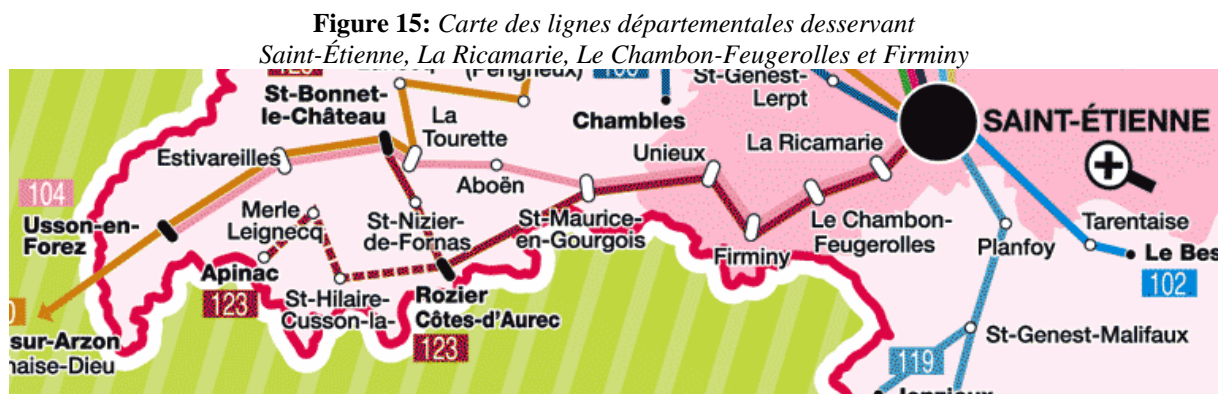 Figure 15: Carte des lignes départementales desservant
Saint-Étienne, La Ricamarie, Le Chambon-Feugerolles et Firminy
(Périgneux)
St-Genest-
Lerpt
St-Bonnet-
le-Château
La
Tourette
Chambles
SAINT-ÉTIENNE
La Ricamarie
Unieux
Estivareilles
Aboën
104
Usson-en-
Forez
Merle
Leignecq
St-Nizier-
de-Fornas
St-Maurice-
en-Gourgois
Le Chambon-
Feugerolles
Tarentaise
Planfoy
Le Bes
Firminy
Apinac
123
102
St-Hilaire-
Cusson-la-
Rozier
Côtes-d'Aurec
123
sur-Arzon
naise-Dieu
St-Genest-Malifaux
119